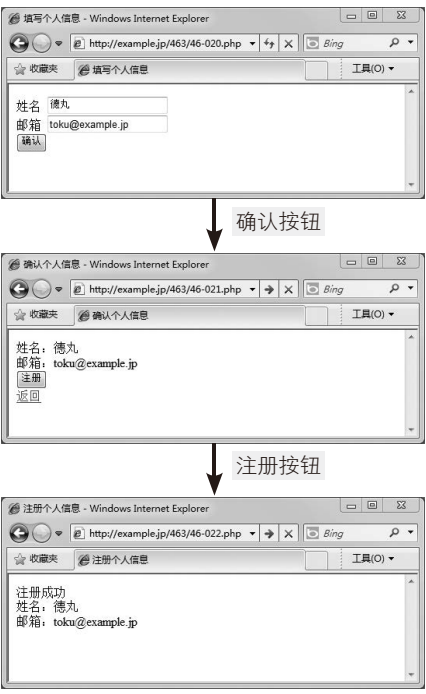 填写个人信息 - Windows Internet Explorer
http://example.jp/463/46-020.php
Bing
收藏夹 填写个人信息 工具(O)
姓名 德丸
邮箱 toku@example.jp
确认
确认按钮
确认个人信息 - Windows Internet Explorer
http://example.jp/463/46-021.php
Bing
收藏夹 确认个人信息 工具(O)
姓名：德丸
邮箱：toku@example.jp
注册
返回
注册按钮
注册个人信息 - Windows Internet Explorer
http://example.jp/463/46-022.php
Bing
收藏夹 注册个人信息 工具(O)
注册成功
姓名：德丸
邮箱：toku@example.jp